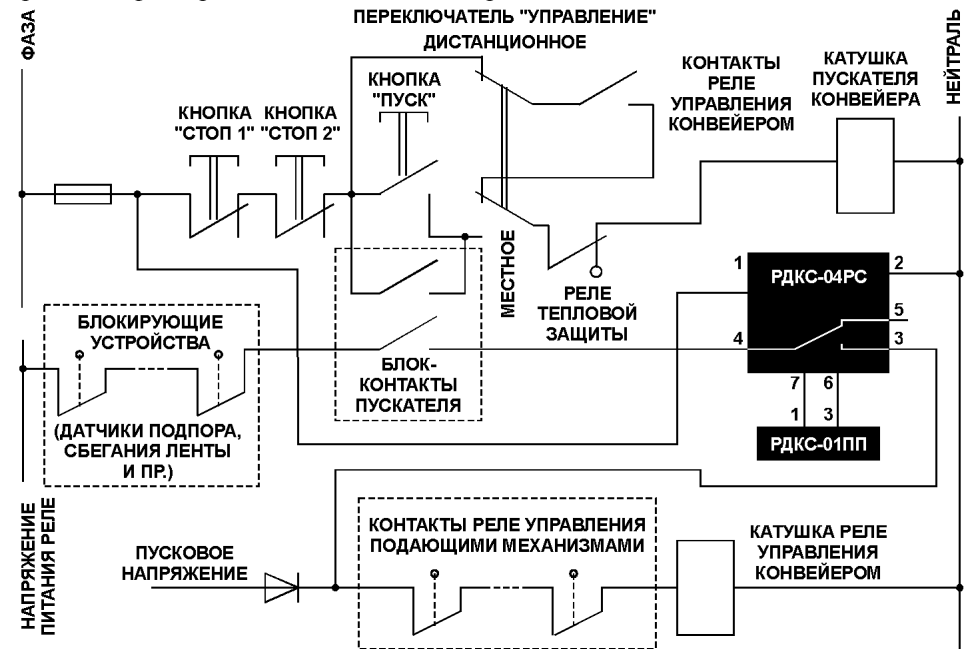 ПЕРЕКЛЮЧАТЕЛЬ "УПРАВЛЕНИЕ"
ДИСТАНЦИОННОЕ
ФАЗА
КНОПКА
"СТОП 1"
КНОПКА
"СТОП 2"
КНОПКА
"ПУСК"
КОНТАКТЫ
РЕЛЕ
УПРАВЛЕНИЯ
КОНВЕЙЕРОМ
КАТУШКА
ПУСКАТЕЛЯ
КОНВЕЙЕРА
НЕЙТРАЛЬ
МЕСТНОЕ
РЕЛЕ
ТЕПЛОВОЙ
ЗАЩИТЫ
1
РДКС-04РС
2
5
4
3
7
6
1
3
РДКС-01ПП
БЛОКИРУЮЩИЕ
УСТРОЙСТВА
(ДАТЧИКИ ПОДПОРА,
СБЕГАНИЯ ЛЕНТЫ
И ПР.)
БЛОК-
КОНТАКТЫ
ПУСКАТЕЛЯ
НАПРЯЖЕНИЕ
ПИТАНИЯ РЕЛЕ
ПУСКОВОЕ
НАПРЯЖЕНИЕ
КОНТАКТЫ РЕЛЕ УПРАВЛЕНИЯ
ПОДАЮЩИМИ МЕХАНИЗМАМИ
КАТУШКА РЕЛЕ
УПРАВЛЕНИЯ
КОНВЕЙЕРОМ